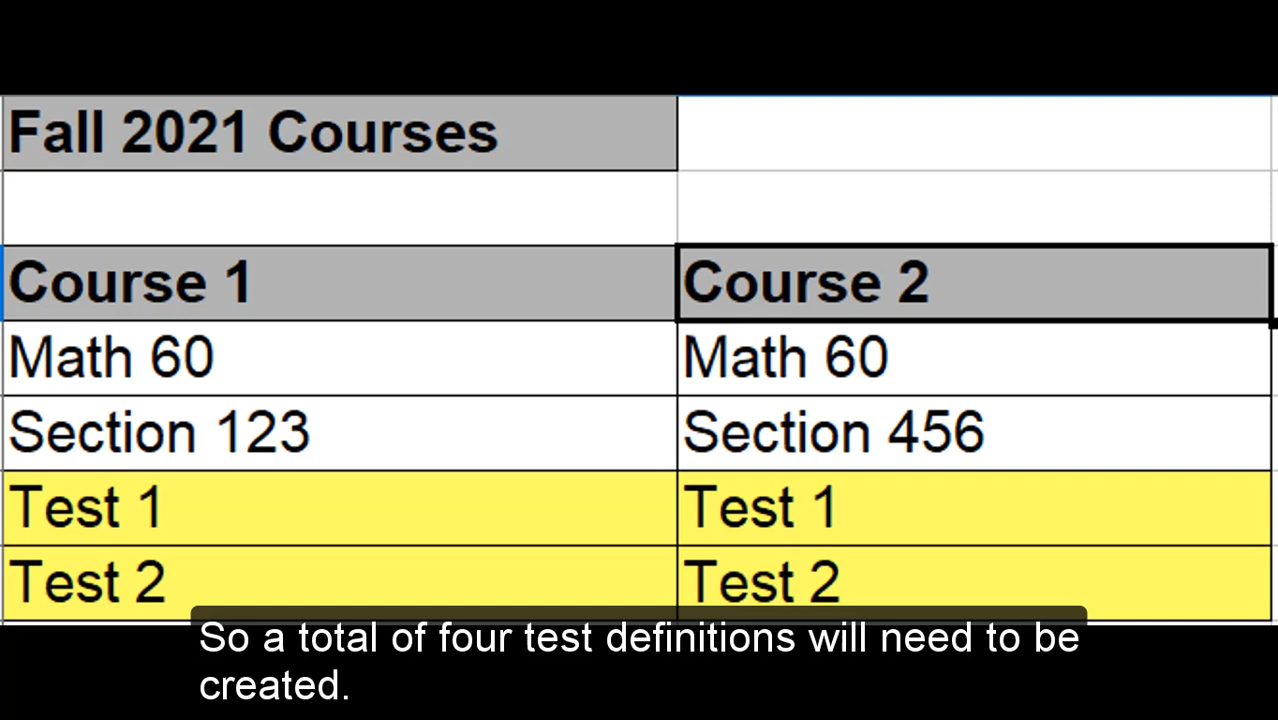 Fall 2021 Courses
Course 1 Course 2
Math 60 Math 60
Section 123 Section 456
Test 1 Test 1
Test 2 Test 2
So a total of four test definitions will need to be
created.